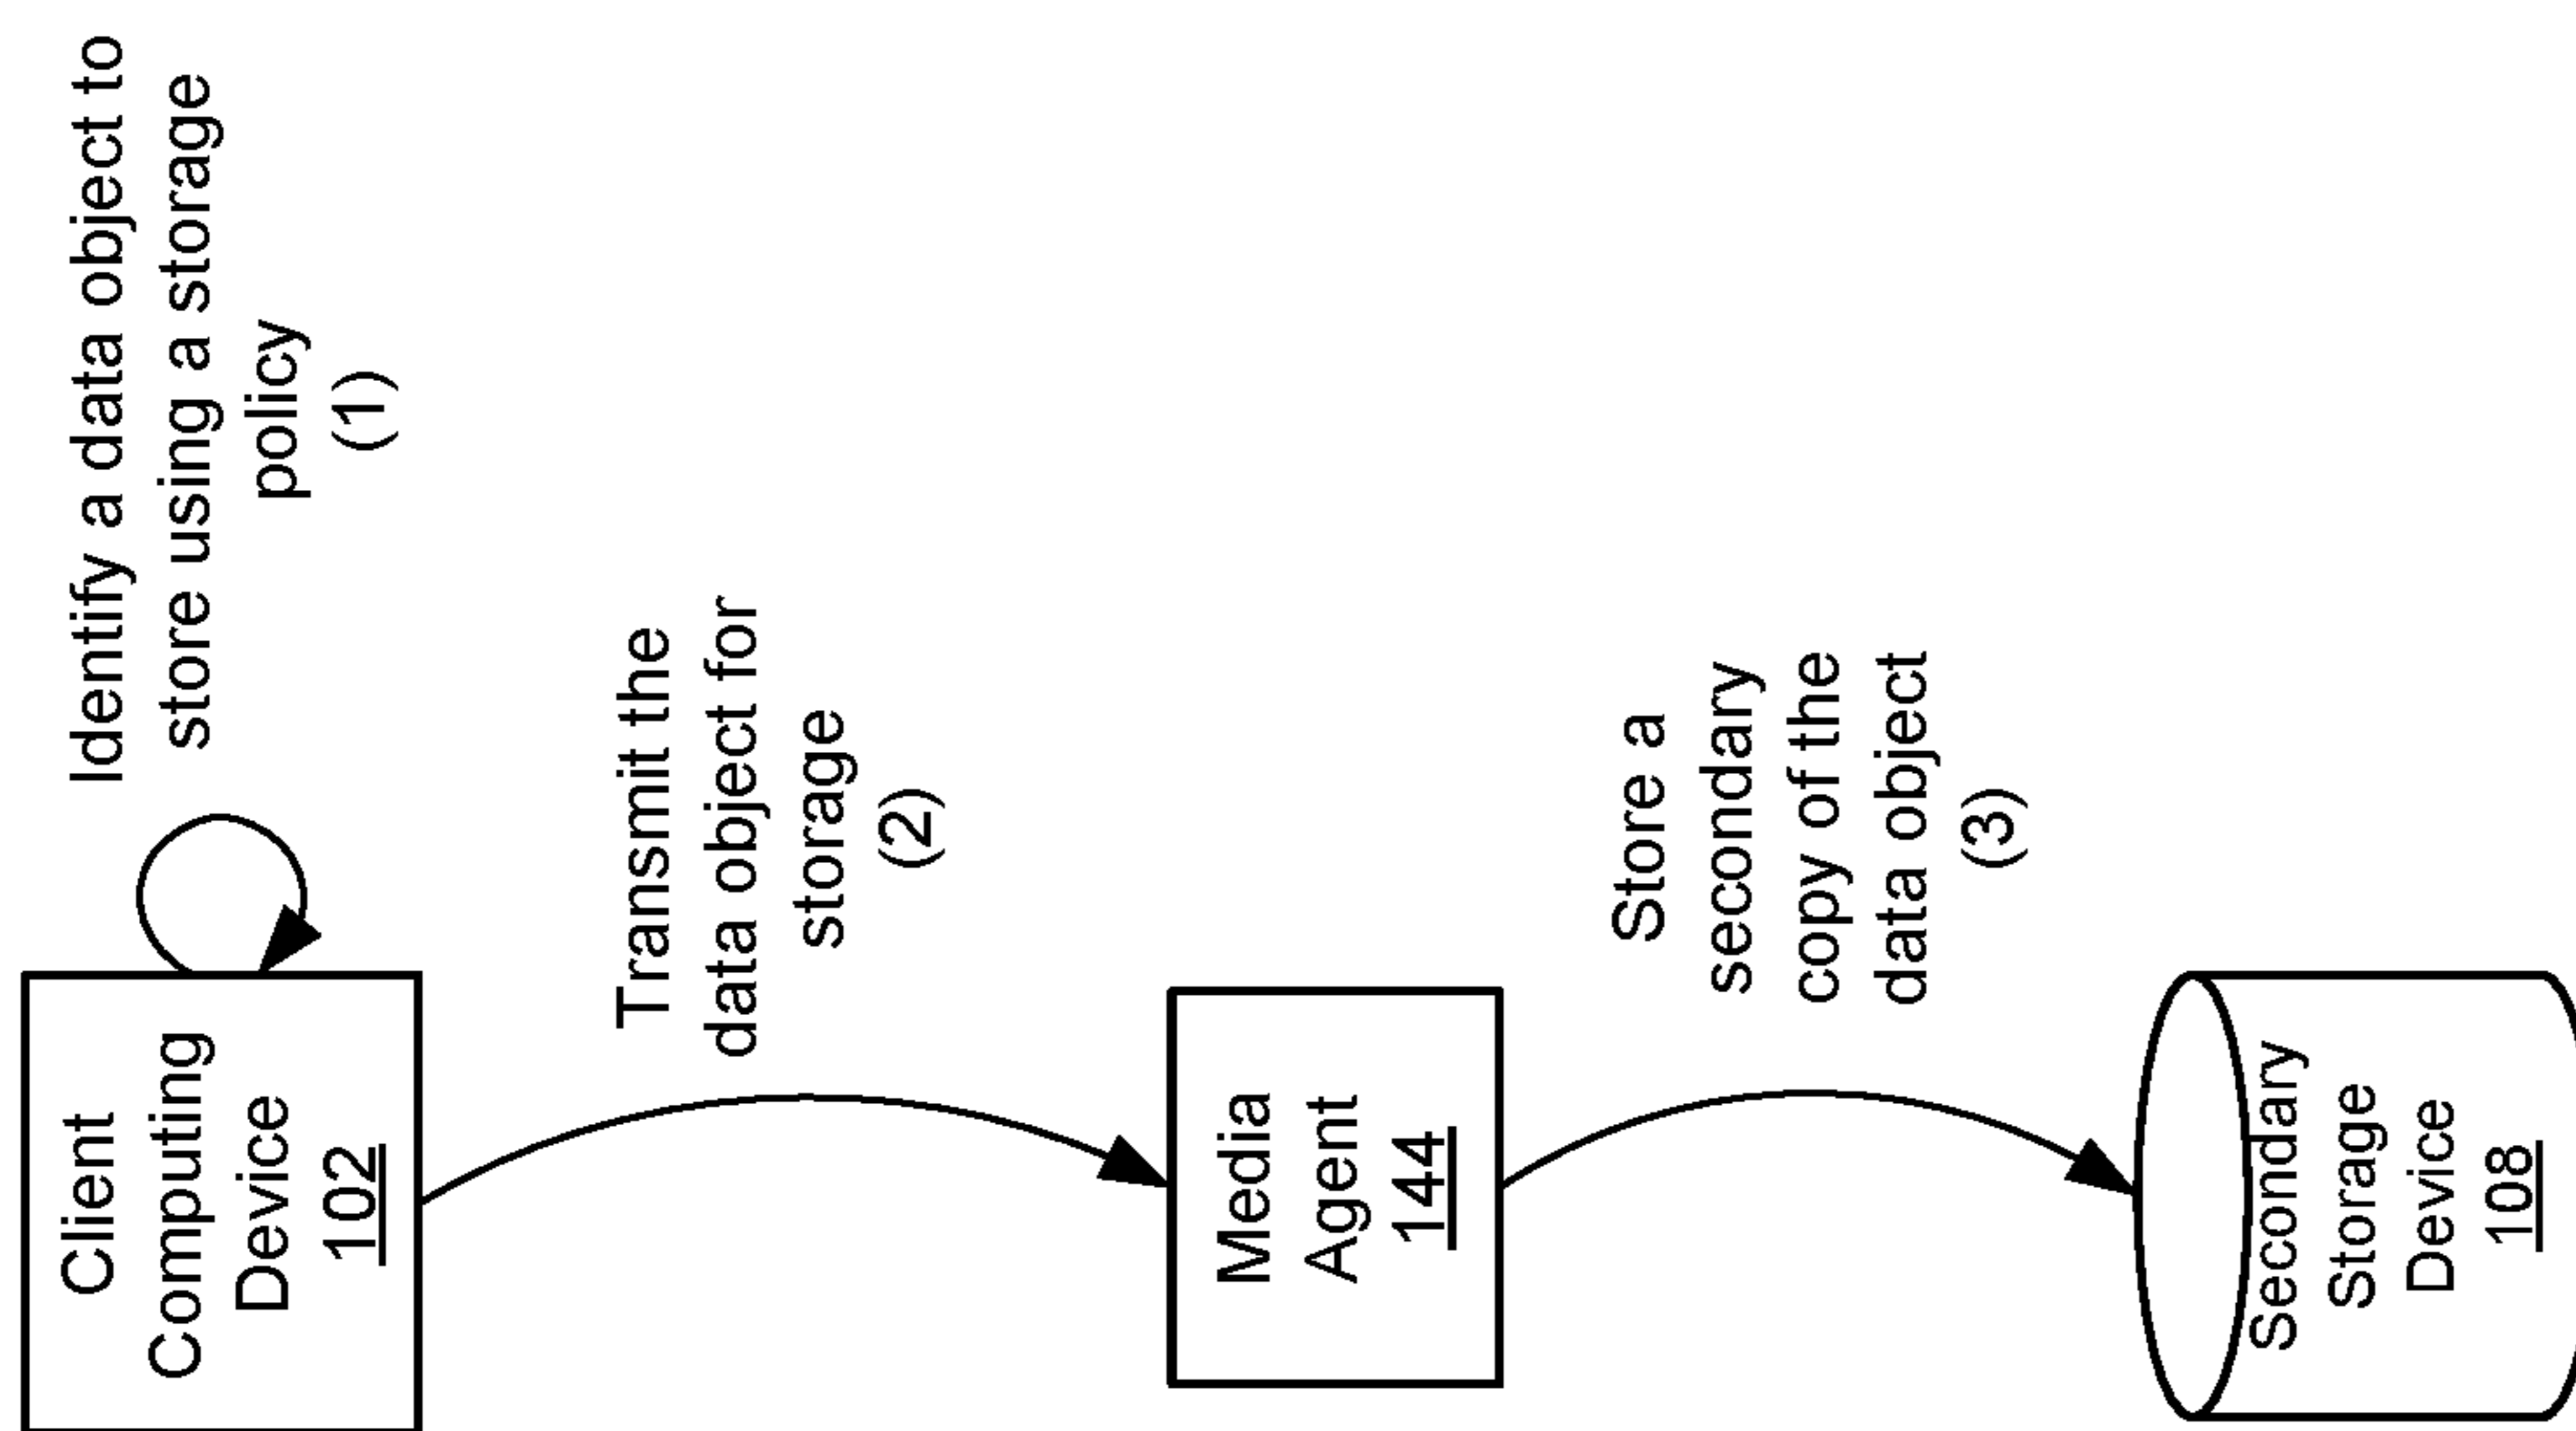 Client
Computing
Device
102
Identify a data object to
store using a storage
policy
(1)
Transmit the
data object for
storage
(2)
Media
Agent
144
Store a
secondary
copy of the
data object
(3)
Secondary
Storage
Device
108